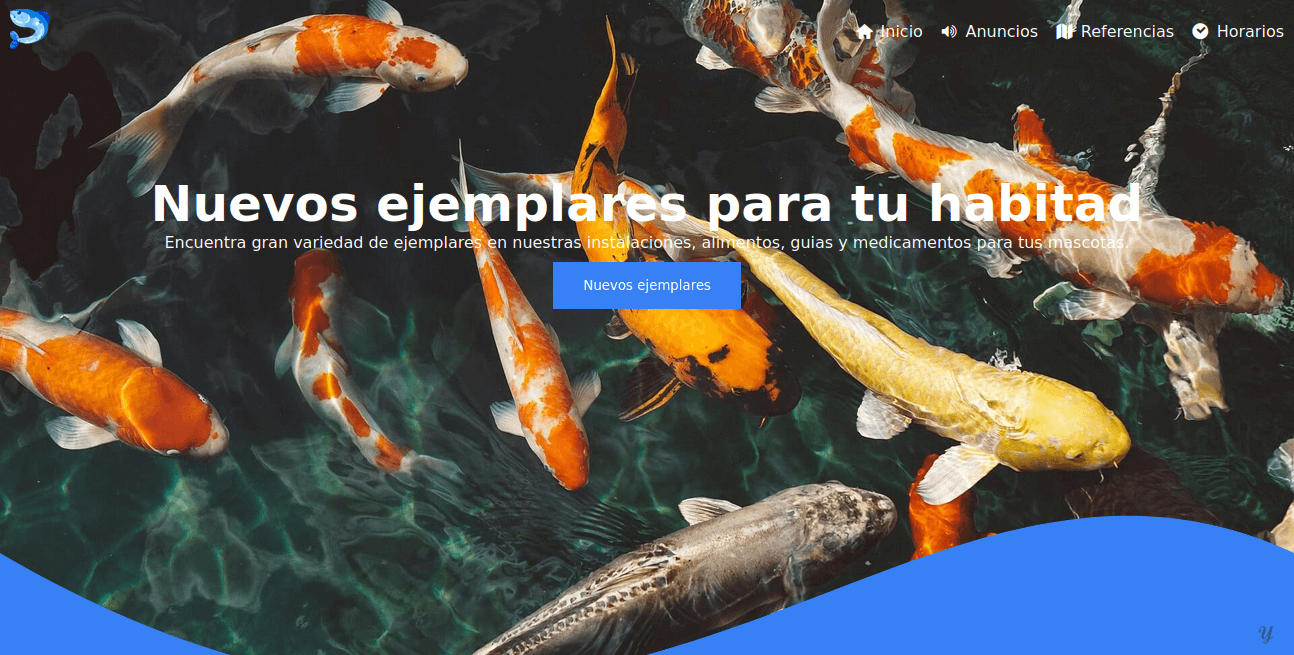 Inicio Anuncios Referencias Horarios
Nuevos ejemplares para tu habitad
Encuentra gran variedad de ejemplares en nuestras instalaciones, alimentos, guias y medicamentos para tus mascotas.
Nuevos ejemplares
y